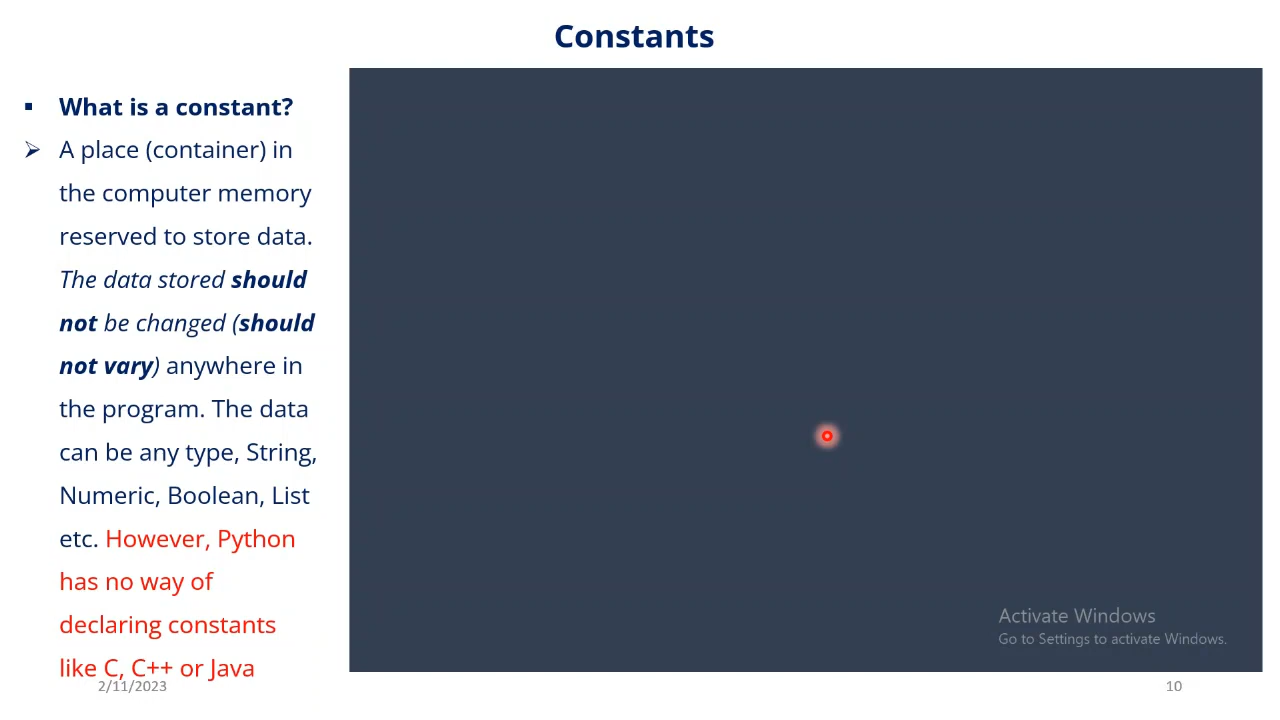 Constants
▪ What is a constant?
➢ A place (container) in
the computer memory
reserved to store data.
The data stored should
not be changed (should
not vary) anywhere in
the program. The data
can be any type, String,
Numeric, Boolean, List
etc. However, Python
has no way of
declaring constants
like C, C++ or Java
Activate Windows
Go to Settings to activate Windows.
2/11/2023
10